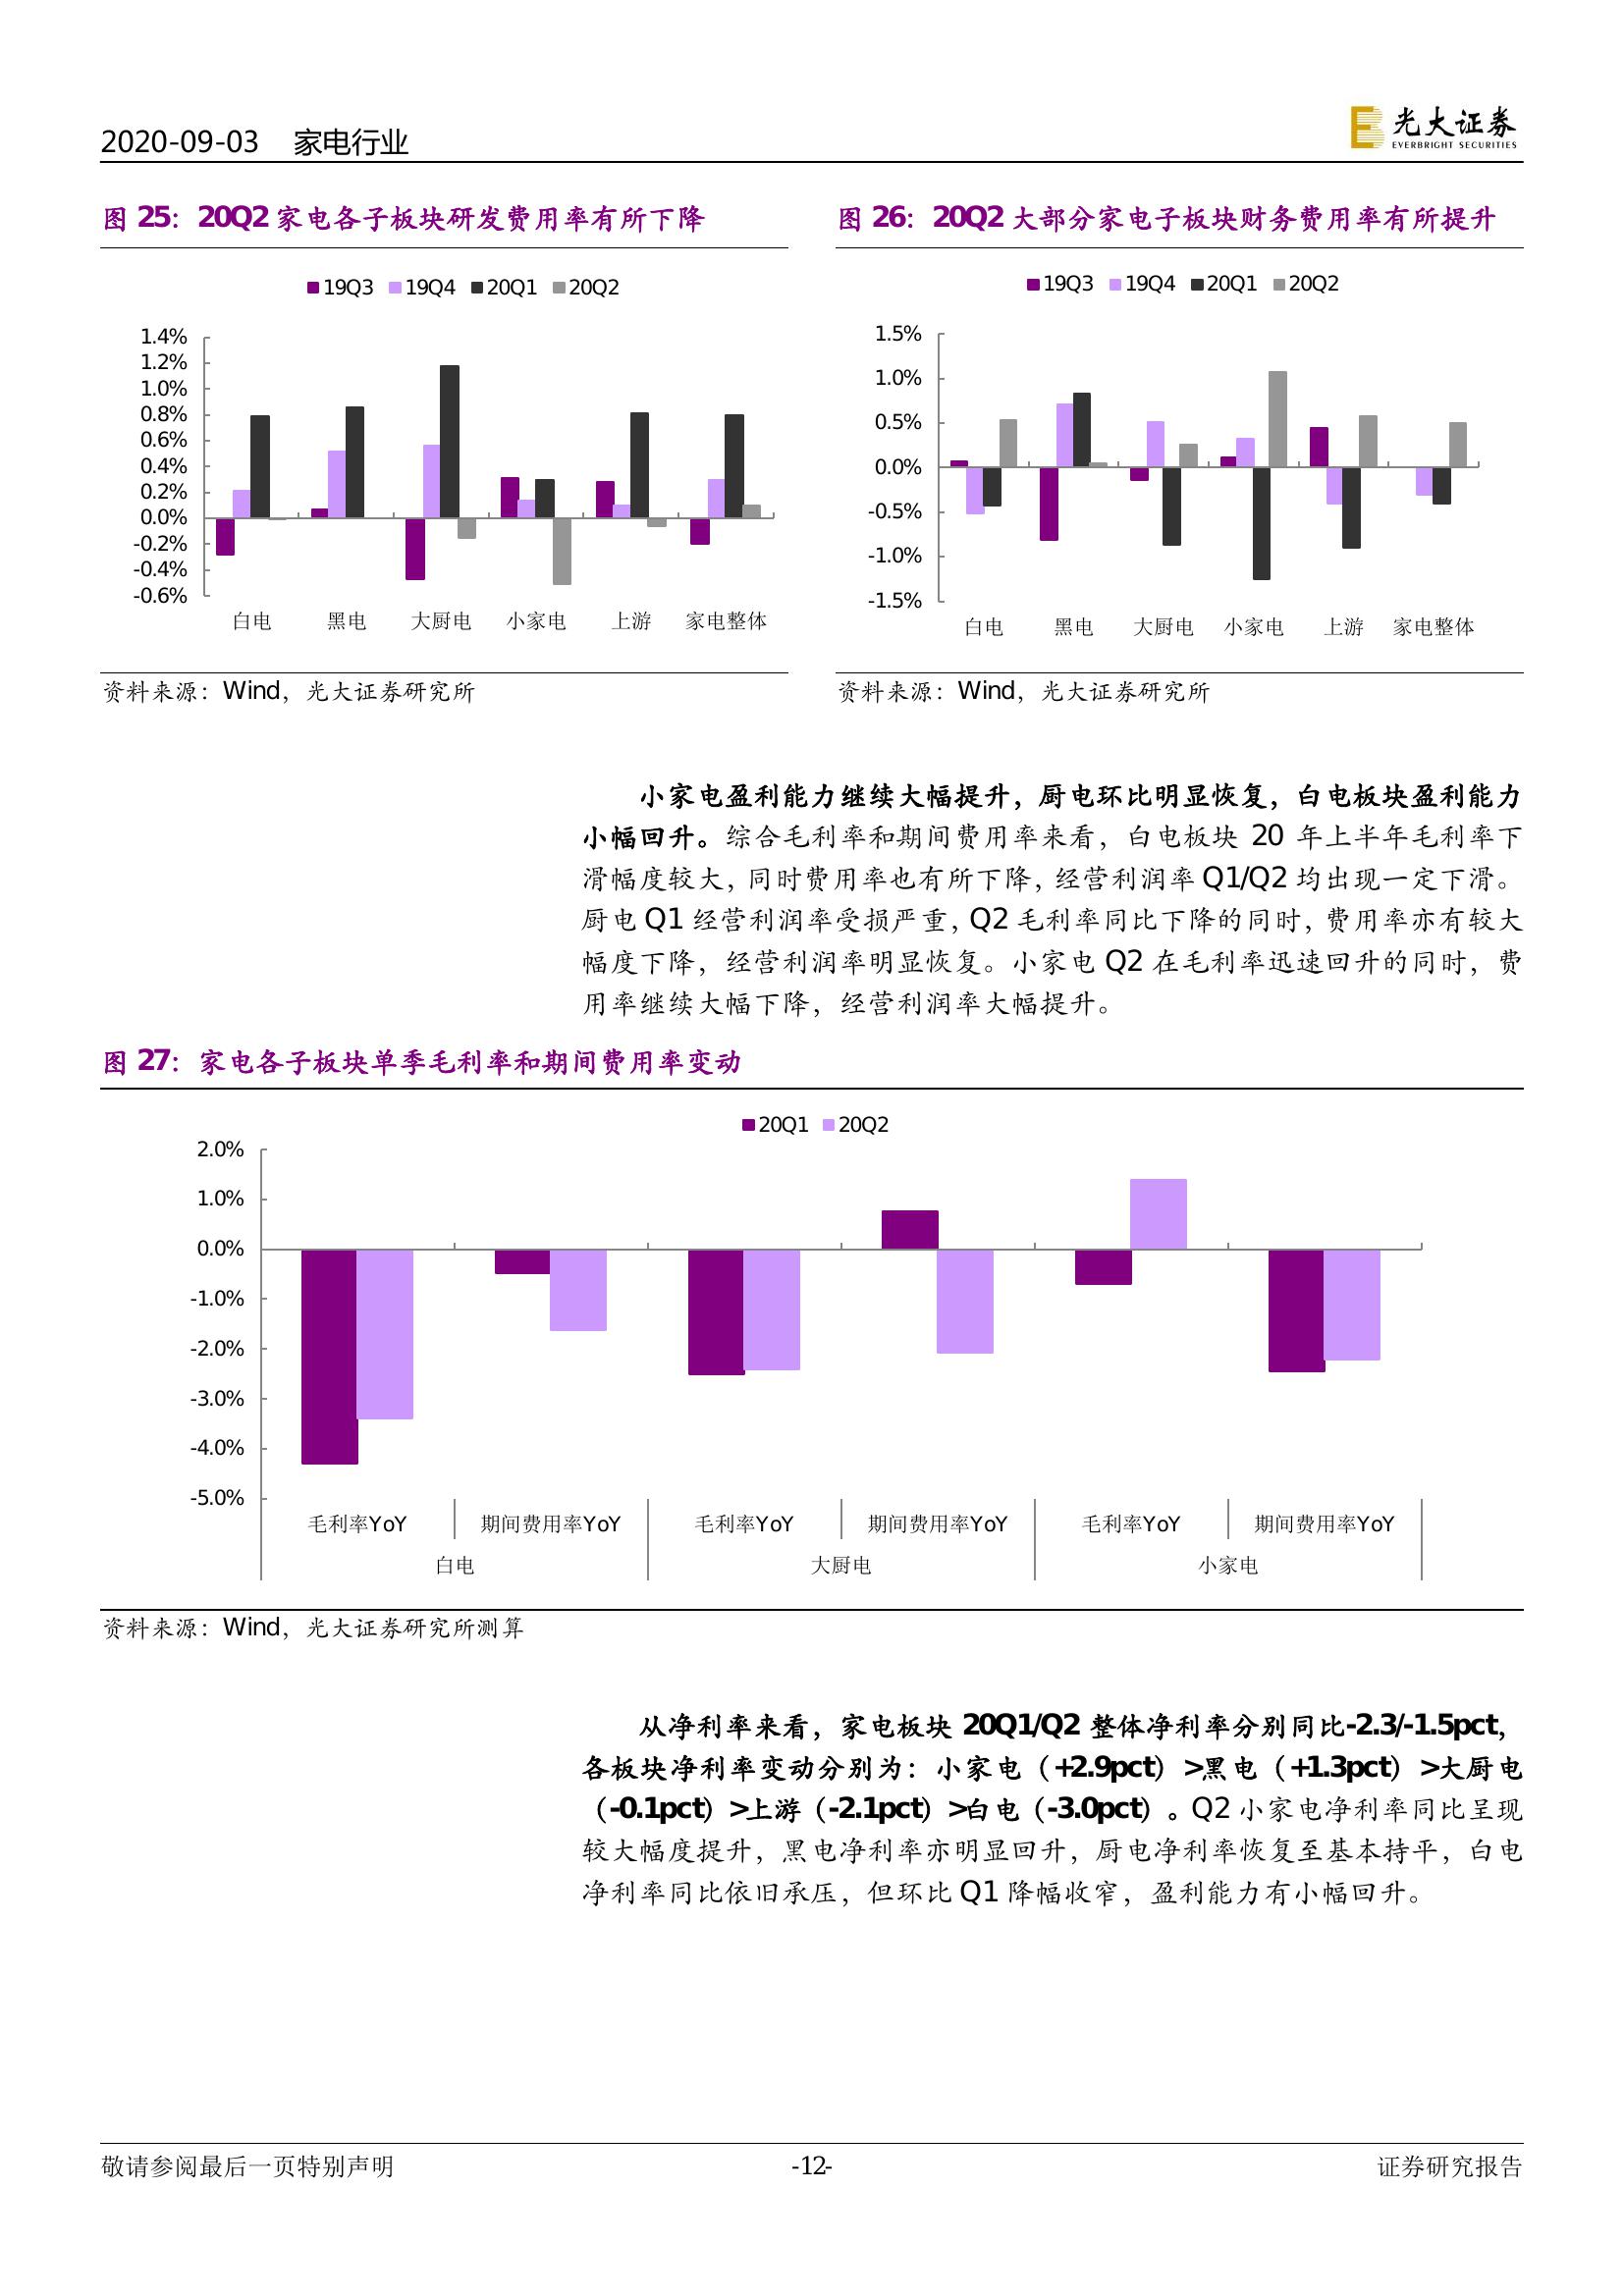 2020-09-03 家电行业
光大证券
EVERBRIGHT SECURITIES
图 25：20Q2 家电各子板块研发费用率有所下降
19Q3 19Q4 20Q1 20Q2
1.4%
1.2%
1.0%
0.8%
0.6%
0.4%
0.2%
0.0%
-0.2%
-0.4%
-0.6%
白电 黑电 大厨电 小家电 上游 家电整体
资料来源：Wind，光大证券研究所
图 26：20Q2 大部分家电子板块财务费用率有所提升
19Q3 19Q4 20Q1 20Q2
1.5%
1.0%
0.5%
0.0%
-0.5%
-1.0%
-1.5%
白电 黑电 大厨电 小家电 上游 家电整体
资料来源：Wind，光大证券研究所
小家电盈利能力继续大幅提升，厨电环比明显恢复，白电板块盈利能力
小幅回升。综合毛利率和期间费用率来看，白电板块 20 年上半年毛利率下
滑幅度较大，同时费用率也有所下降，经营利润率 Q1/Q2 均出现一定下滑。
厨电 Q1 经营利润率受损严重，Q2 毛利率同比下降的同时，费用率亦有较大
幅度下降，经营利润率明显恢复。小家电 Q2 在毛利率迅速回升的同时，费
用率继续大幅下降，经营利润率大幅提升。
图 27：家电各子板块单季毛利率和期间费用率变动
20Q1 20Q2
2.0%
1.0%
0.0%
-1.0%
-2.0%
-3.0%
-4.0%
-5.0%
毛利率YoY 期间费用率YoY 毛利率YoY 期间费用率YoY 毛利率YoY 期间费用率YoY
白电 大厨电 小家电
资料来源：Wind，光大证券研究所测算
从净利率来看，家电板块 20Q1/Q2 整体净利率分别同比-2.3/-1.5pct，
各板块净利率变动分别为：小家电（+2.9pct）>黑电（+1.3pct）>大厨电
（-0.1pct）>上游（-2.1pct）>白电（-3.0pct）。Q2 小家电净利率同比呈现
较大幅度提升，黑电净利率亦明显回升，厨电净利率恢复至基本持平，白电
净利率同比依旧承压，但环比 Q1 降幅收窄，盈利能力有小幅回升。
敬请参阅最后一页特别声明 -12- 证券研究报告